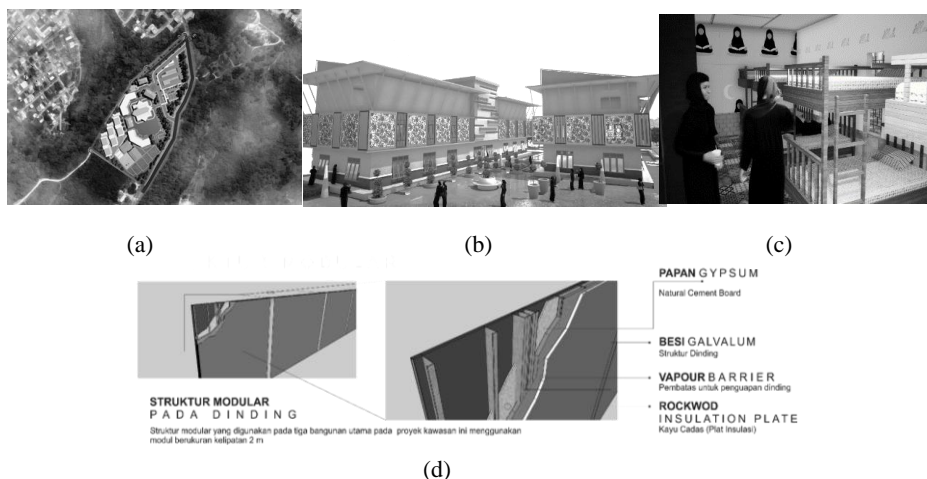 (a)
(b)
(c)
PAPAN GYPSUM
Natural Cement Board
BESI GALVALUM
Struktur Dinding
VAPOUR BARRIER
Pembatas untuk penguapan dinding
ROCKWOD
INSULATION PLATE
Kayu Cadas (Plat Insulasi)
STRUKTUR MODULAR
PADA DINDING
Struktur modular yang digunakan pada tiga bangunan utama pada proyek kawasan ini menggunakan
modul berukuran kelipatan 2 m
(d)